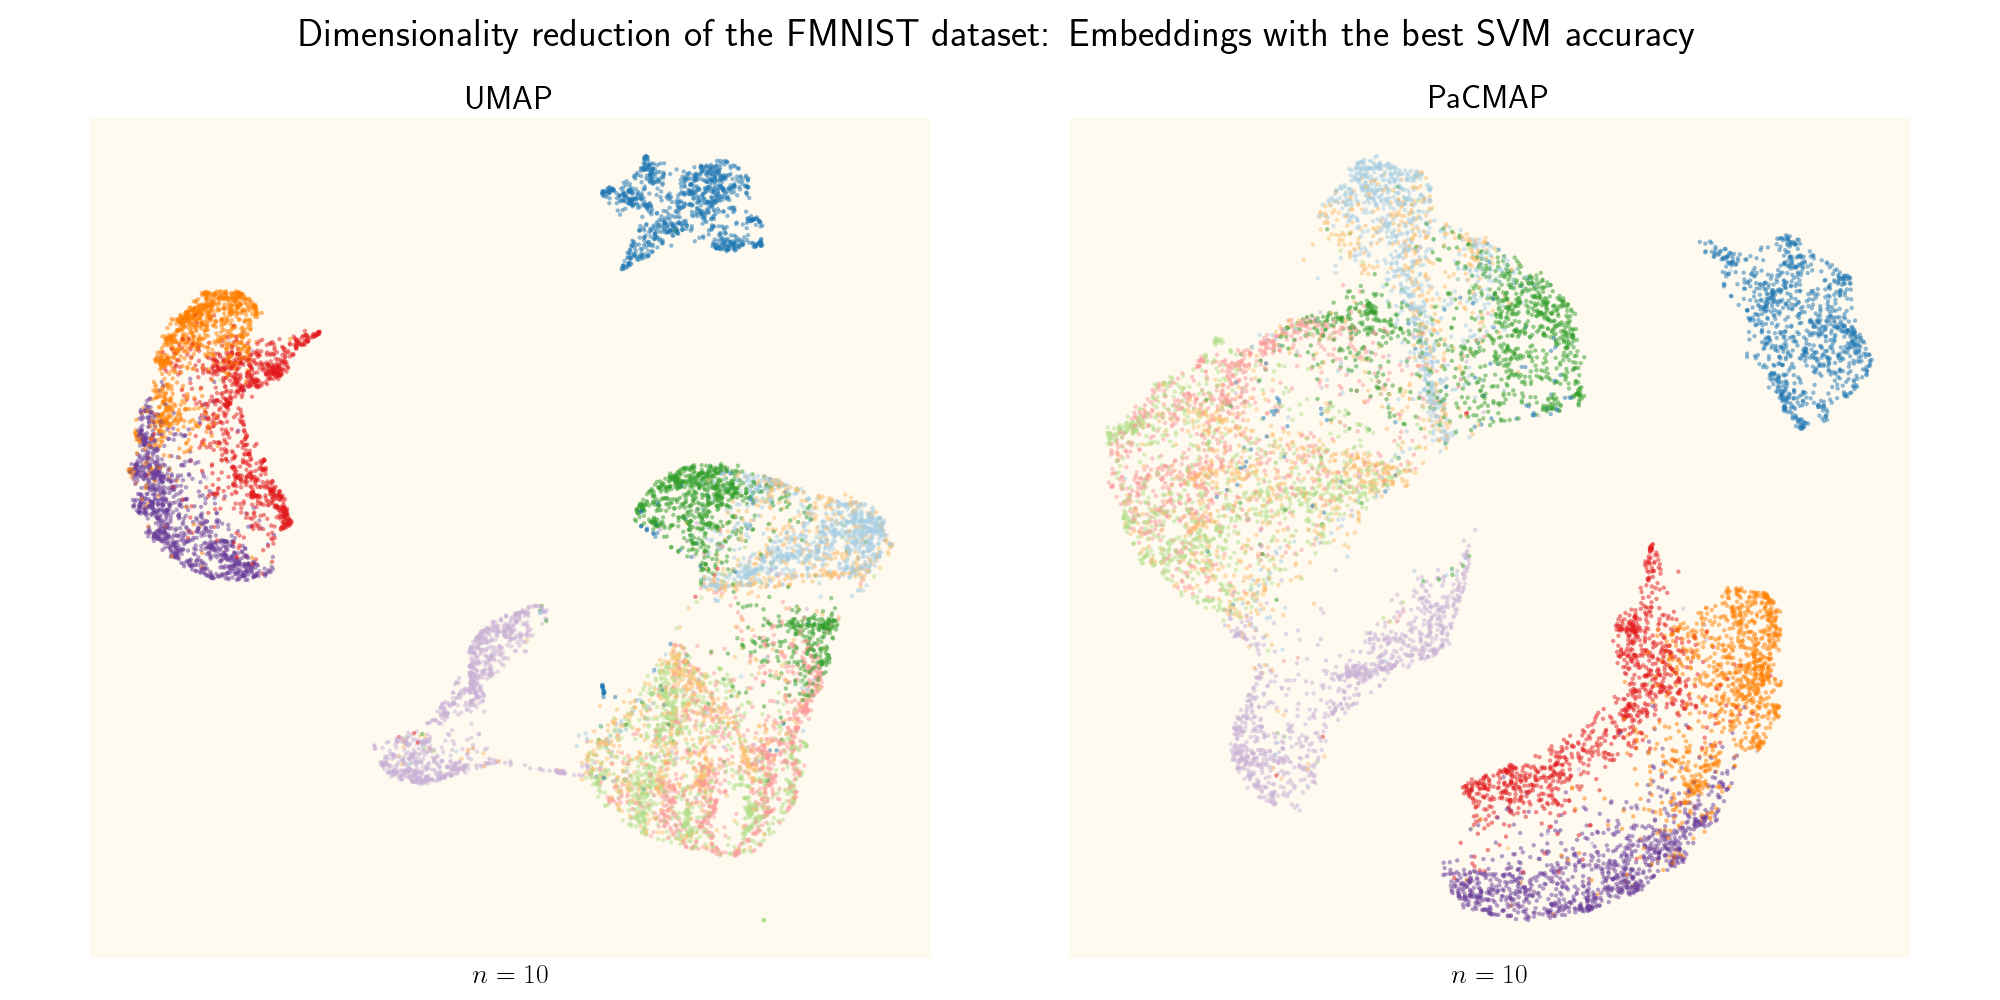 Dimensionality reduction of the FMNIST dataset: Embeddings with the best SVM accuracy
UMAP
PaCMAP
n = 10
n = 10